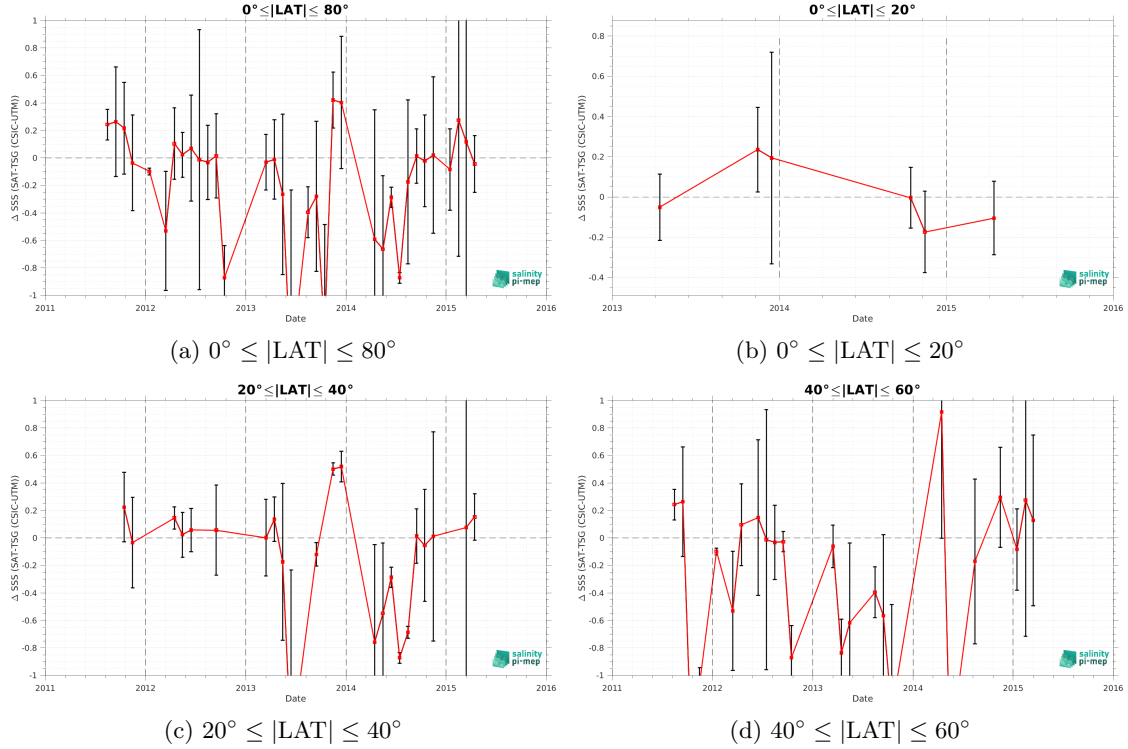 0°≤|LAT|≤ 80°
1
0.8
0.6
0.4
0.2
0
-0.2
-0.4
-0.6
-0.8
-1
Δ SSS (SAT-TSG (CSIC-UTM))
2011 2012 2013 2014 2015 2016
Date
salinity
pi-mep
(a) 0° ≤ |LAT| ≤ 80°
0°≤|LAT|≤ 20°
0.8
0.6
0.4
0.2
0
-0.2
-0.4
Δ SSS (SAT-TSG (CSIC-UTM))
2013 2014 2015 2016
Date
salinity
pi-mep
(b) 0° ≤ |LAT| ≤ 20°
20°≤|LAT|≤ 40°
1
0.8
0.6
0.4
0.2
0
-0.2
-0.4
-0.6
-0.8
-1
Δ SSS (SAT-TSG (CSIC-UTM))
2011 2012 2013 2014 2015 2016
Date
salinity
pi-mep
(c) 20° ≤ |LAT| ≤ 40°
40°≤|LAT|≤ 60°
1
0.8
0.6
0.4
0.2
0
-0.2
-0.4
-0.6
-0.8
-1
Δ SSS (SAT-TSG (CSIC-UTM))
2011 2012 2013 2014 2015 2016
Date
salinity
pi-mep
(d) 40° ≤ |LAT| ≤ 60°